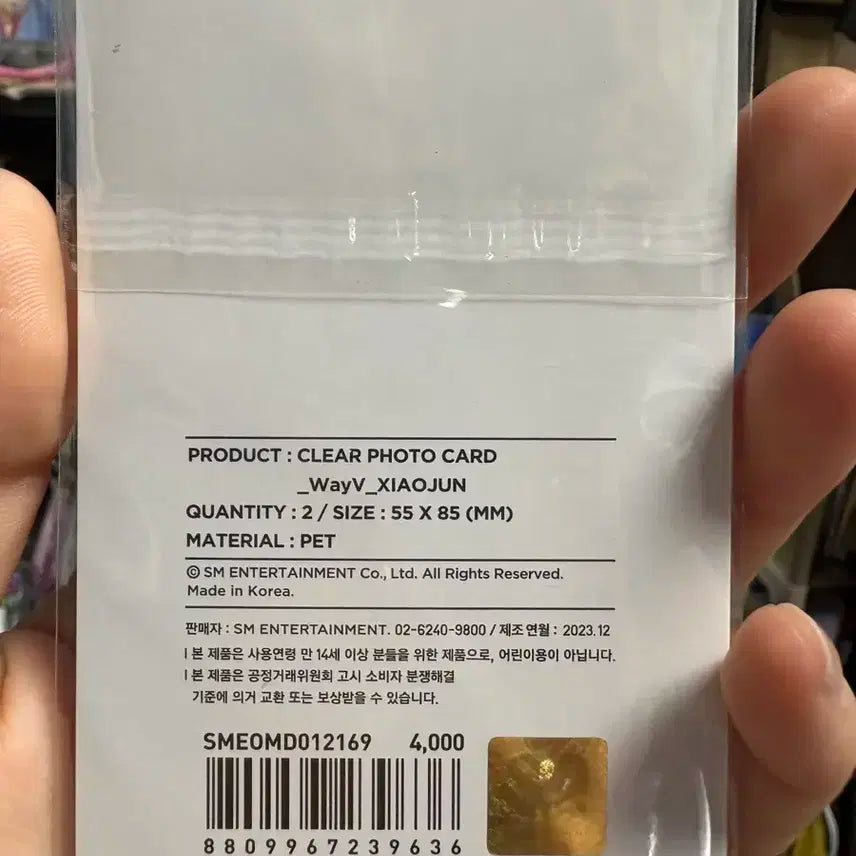 PRODUCT : CLEAR PHOTO CARD
_WayV_XIAOJUN
QUANTITY : 2 / SIZE : 55 X 85 (MM)
MATERIAL : PET
© SM ENTERTAINMENT Co., Ltd. All Rights Reserved.
Made in Korea.
판매자 : SM ENTERTAINMENT. 02-6240-9800 / 제조 연월 : 2023.12
I 본 제품은 사용연령 만 14세 이상 분들을 위한 제품으로, 어린이용이 아닙니다.
I 본 제품은 공정거래위원회 고시 소비자 분쟁해결
기준에 의거 교환 또는 보상받을 수 있습니다.
SMEOMD012169 4,000
8809967239636